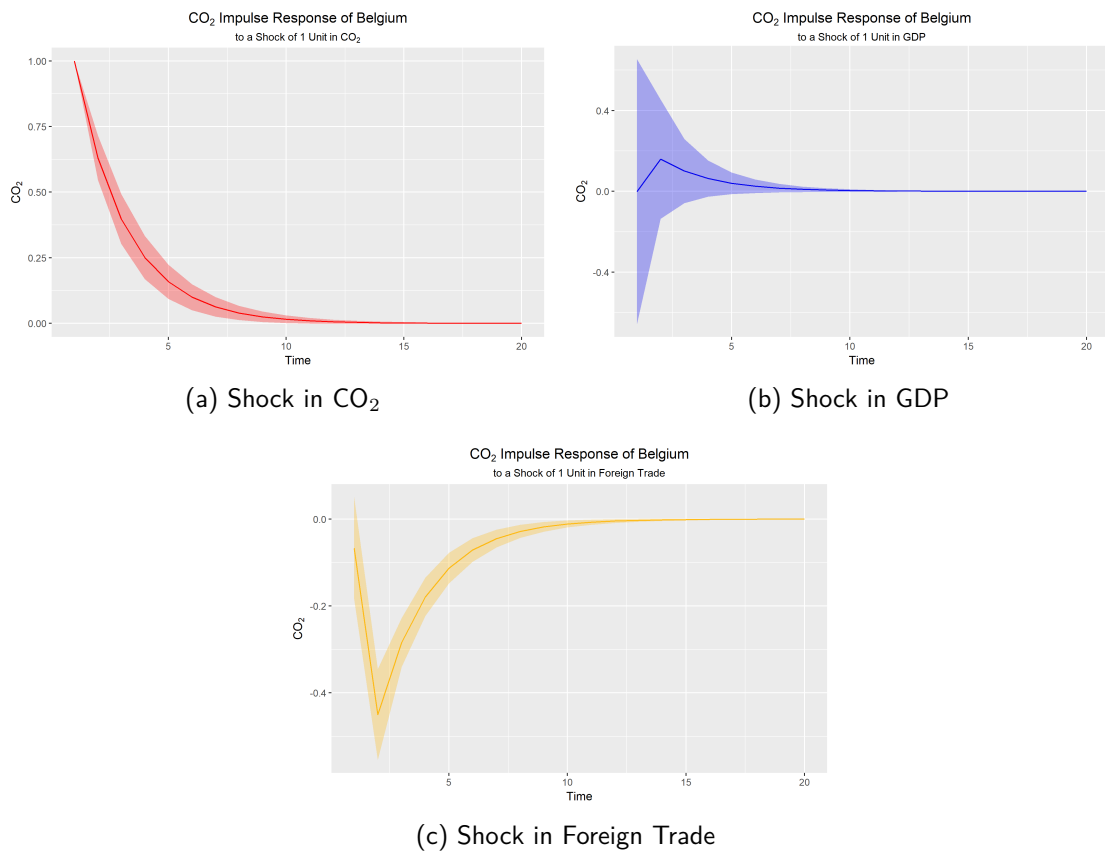 CO₂ Impulse Response of Belgium
to a Shock of 1 Unit in CO₂
1.00
0.75
0.50
0.25
0.00
CO₂
5
10
15
20
Time
(a) Shock in CO₂
CO₂ Impulse Response of Belgium
to a Shock of 1 Unit in GDP
0.4
0.0
-0.4
CO₂
5
10
15
20
Time
(b) Shock in GDP
CO₂ Impulse Response of Belgium
to a Shock of 1 Unit in Foreign Trade
0.0
-0.2
-0.4
CO₂
5
10
15
20
Time
(c) Shock in Foreign Trade